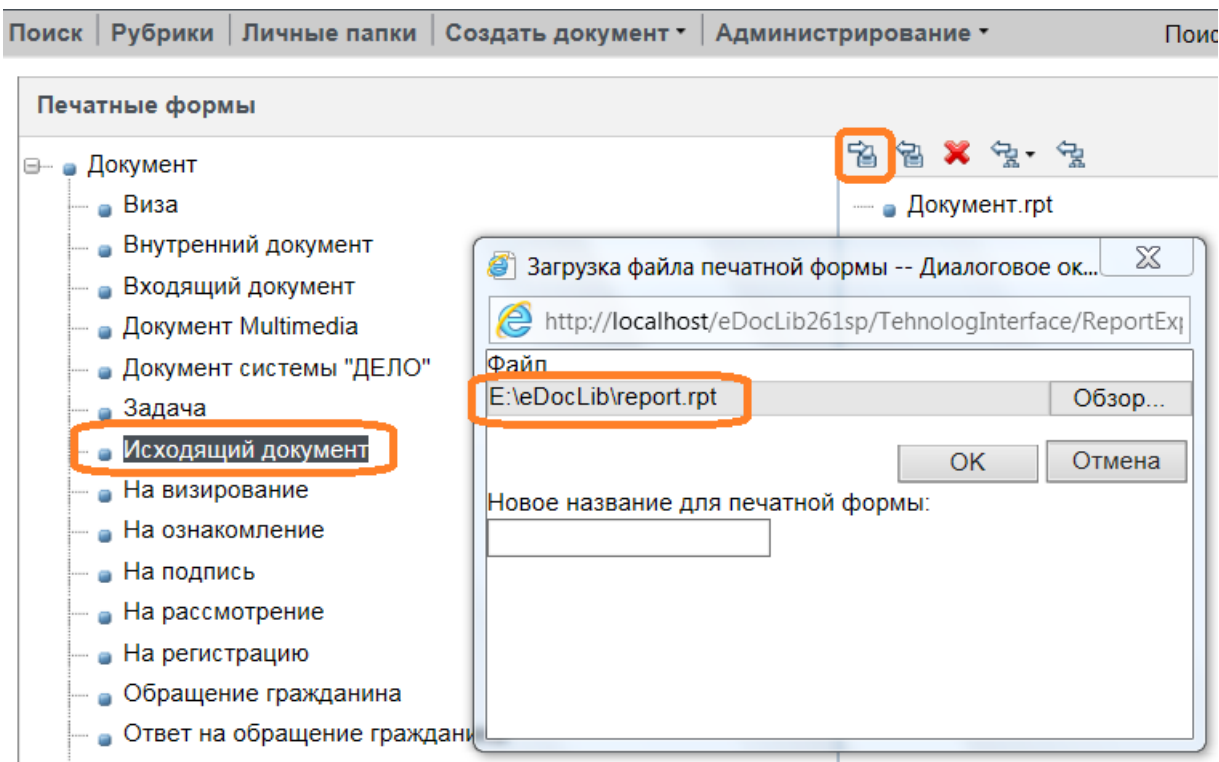 Поиск Рубрики Личные папки Создать документ Администрирование Поис
Печатные формы
Документ
Виза
Внутренний документ
Входящий документ
Документ Multimedia
Документ системы "ДЕЛО"
Задача
Исходящий документ
На визирование
На ознакомление
На подпись
На рассмотрение
На регистрацию
Обращение гражданина
Ответ на обращение граждани
Документ.rpt
Загрузка файла печатной формы -- Диалоговое ок...
http://localhost/eDocLib261sp/TehnologInterface/ReportExp
Файл
E:\eDocLib\report.rpt Обзор...
OK Отмена
Новое название для печатной формы: